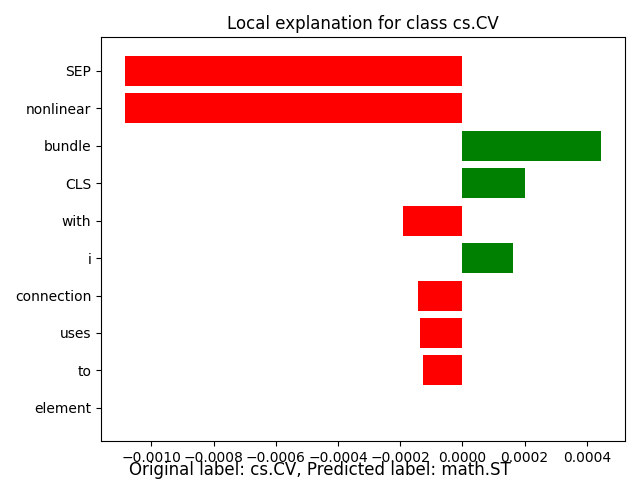 Local explanation for class cs.CV
SEP
nonlinear
bundle
CLS
with
i
connection
uses
to
element
−0.0010 −0.0008 −0.0006 −0.0004 −0.0002 0.0000 0.0002 0.0004
Original label: cs.CV, Predicted label: math.ST